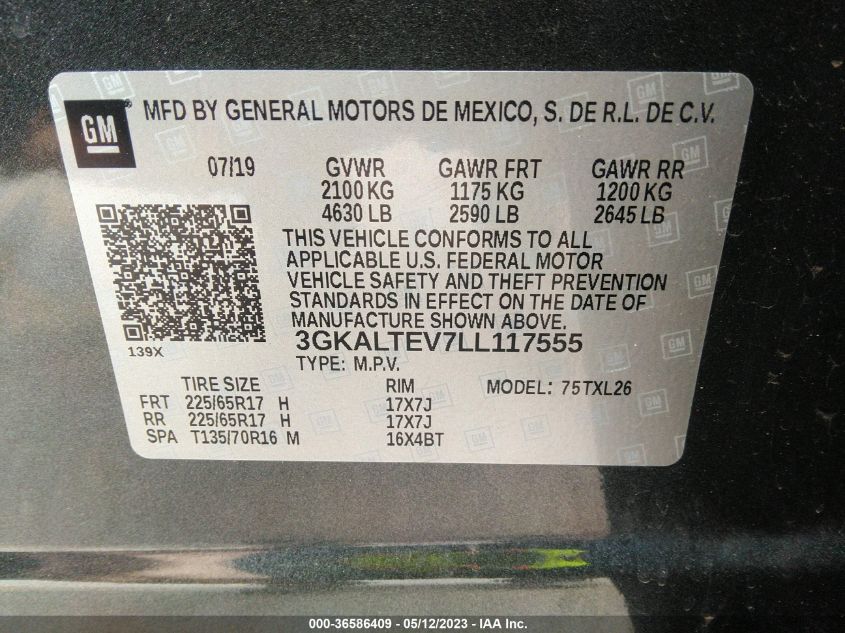 GM ® MFD BY GENERAL MOTORS DE MEXICO, S. DE R.L. DE C.V.
07/19 GVWR GAWR FRT GAWR RR
2100 KG 1175 KG 1200 KG
4630 LB 2590 LB 2645 LB
THIS VEHICLE CONFORMS TO ALL
APPLICABLE U.S. FEDERAL MOTOR
VEHICLE SAFETY AND THEFT PREVENTION
STANDARDS IN EFFECT ON THE DATE OF
MANUFACTURE SHOWN ABOVE.
139X 3GKALTEV7LL117555
TYPE: M.P.V.
TIRE SIZE RIM MODEL: 75TXL26
FRT 225/65R17 H 17X7J
RR 225/65R17 H 17X7J
SPA T135/70R16 M 16X4BT
000-36586409 - 05/12/2023 - IAA Inc.